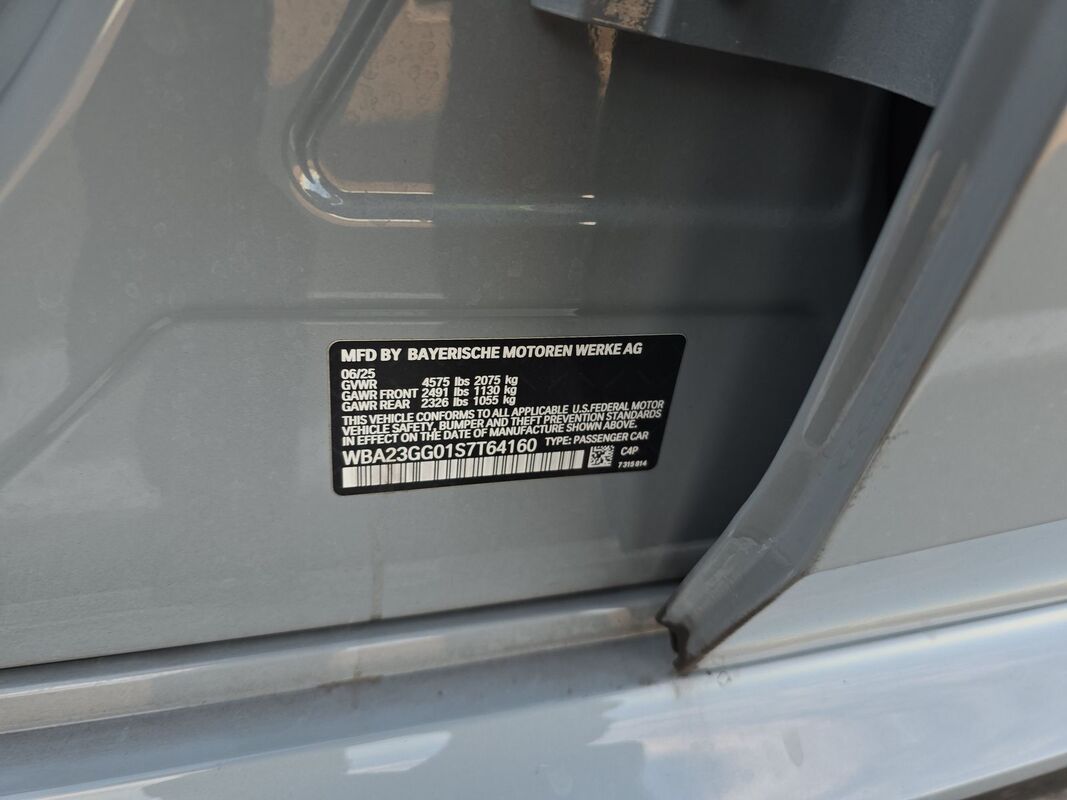 MFD BY BAYERISCHE MOTOREN WERKE AG
06/25
GVWR 4575 lbs 2075 kg
GAWR FRONT 2491 lbs 1130 kg
GAWR REAR 2326 lbs 1055 kg
THIS VEHICLE CONFORMS TO ALL APPLICABLE U.S.FEDERAL MOTOR
VEHICLE SAFETY, BUMPER AND THEFT PREVENTION STANDARDS
IN EFFECT ON THE DATE OF MANUFACTURE SHOWN ABOVE.
WBA23GG01S7T64160 TYPE: PASSENGER CAR
C4P
7315814